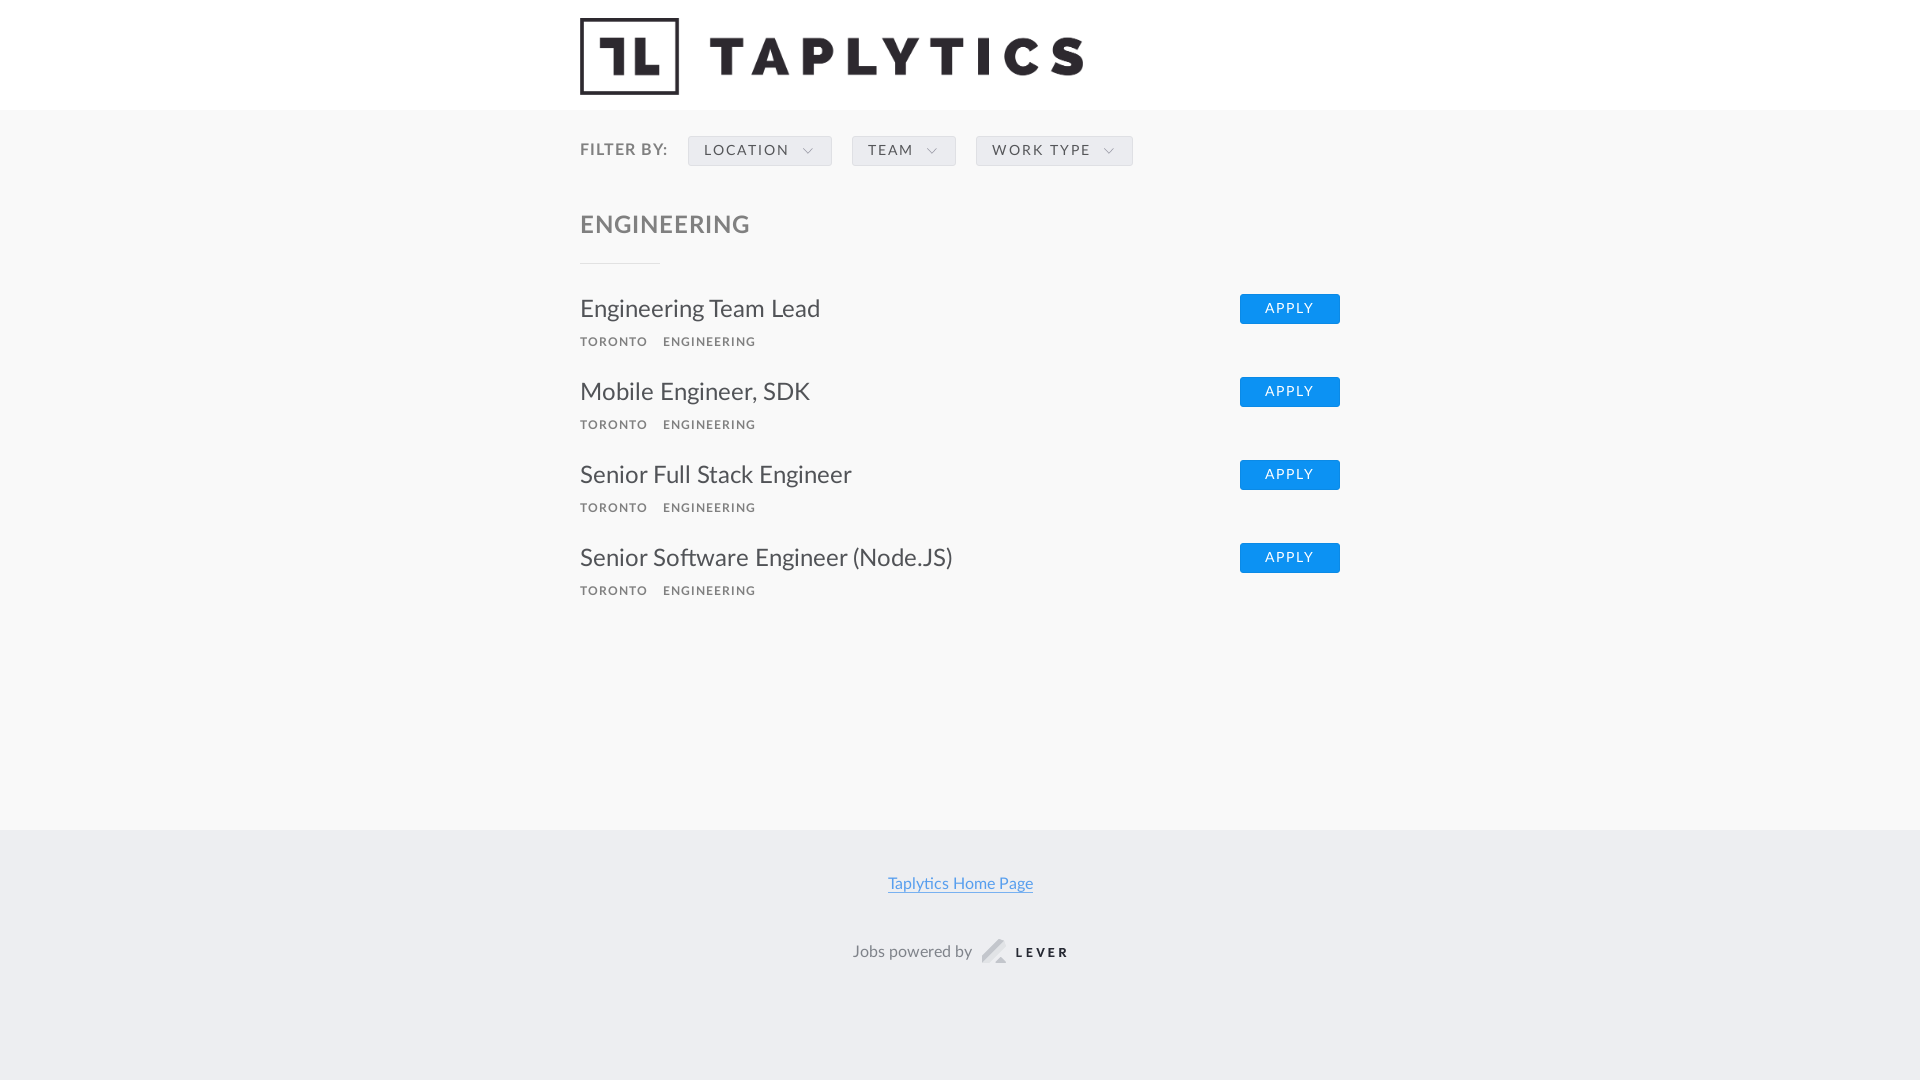 TL TAPLYTICS
FILTER BY: LOCATION TEAM WORK TYPE
ENGINEERING
Engineering Team Lead APPLY
TORONTO ENGINEERING
Mobile Engineer, SDK APPLY
TORONTO ENGINEERING
Senior Full Stack Engineer APPLY
TORONTO ENGINEERING
Senior Software Engineer (Node.JS) APPLY
TORONTO ENGINEERING
Taplytics Home Page
Jobs powered by LEVER